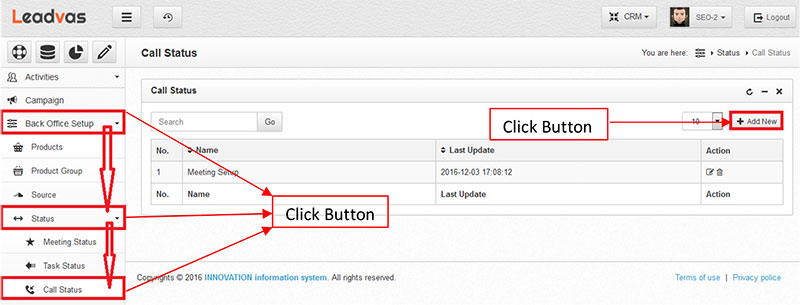 Leadvas
CRM
SEO-2
Logout
Call Status
You are here: Status Call Status
Activities
Campaign
Back Office Setup
Products
Product Group
Source
Status
Meeting Status
Task Status
Call Status
Call Status
Search Go
10
Add New
Click Button
No. Name Last Update Action
1 Meeting Setup 2016-12-03 17:08:12
No. Name Last Update Action
Click Button
Copyrights © 2016 INNOVATION information system. All rights reserved.
Terms of use | Privacy policy